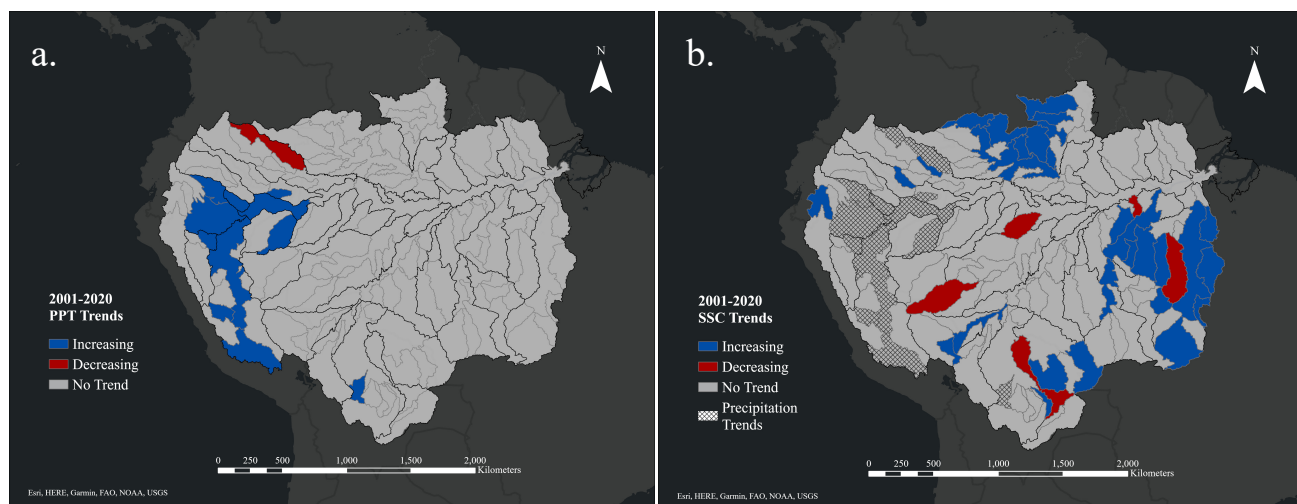 a.
N
2001-2020
PPT Trends
Increasing
Decreasing
No Trend
0 250 500 1,000 1,500 2,000
Kilometers
Esri, HERE, Garmin, FAO, NOAA, USGS
b.
N
2001-2020
SSC Trends
Increasing
Decreasing
No Trend
Precipitation
Trends
0 250 500 1,000 1,500 2,000
Kilometers
Esri, HERE, Garmin, FAO, NOAA, USGS